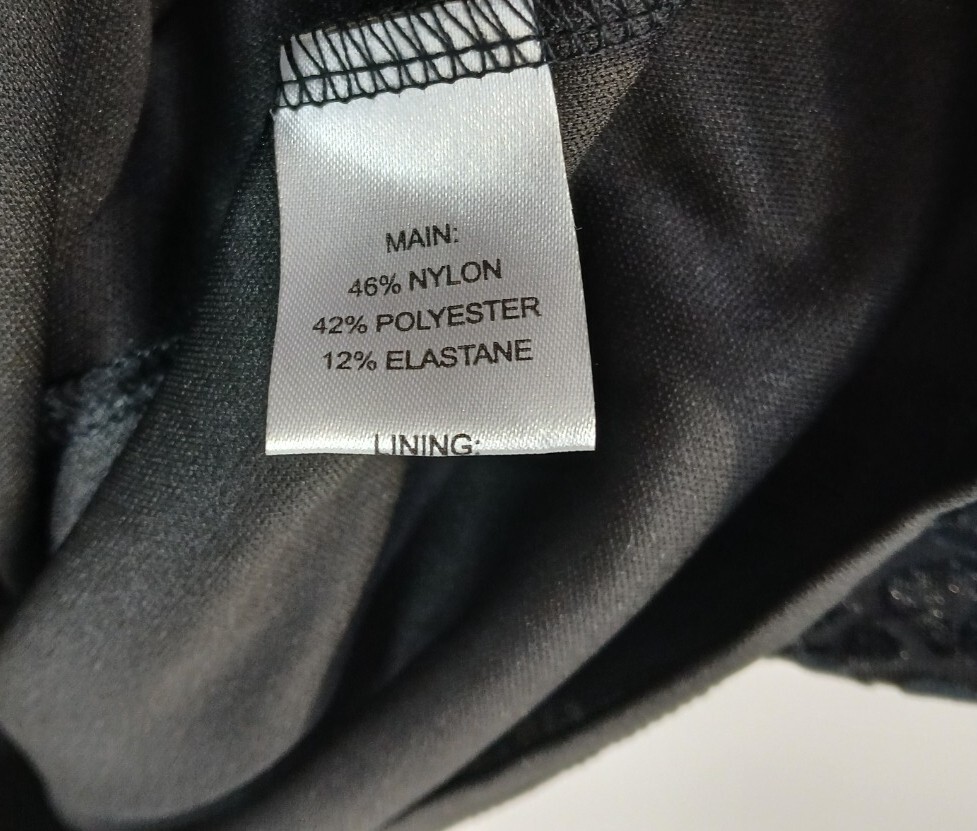 MAIN:
46% NYLON
42% POLYESTER
12% ELASTANE
LINING: